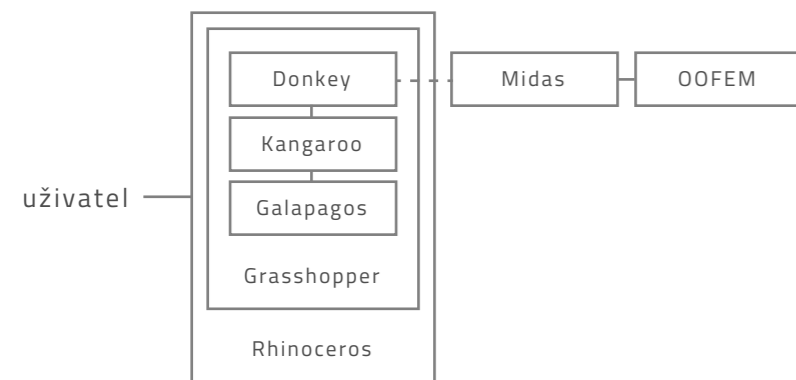 Donkey
Midas
OOFEM
Kangaroo
uživatel
Galapagos
Grasshopper
Rhinoceros